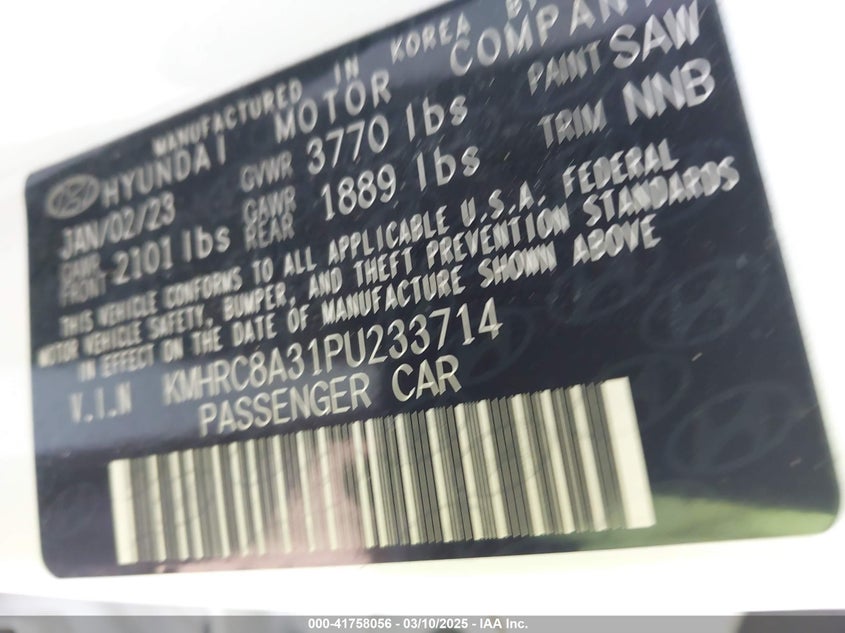 MANUFACTURED IN KOREA BY
HYUNDAI MOTOR COMPANY
JAN/02/23 GVWR 3770 lbs PAINT SAW
GAWR FRONT 2101 lbs GAWR REAR 1889 lbs TRIM NNB
THIS VEHICLE CONFORMS TO ALL APPLICABLE U.S.A. FEDERAL
MOTOR VEHICLE SAFETY, BUMPER, AND THEFT PREVENTION STANDARDS
IN EFFECT ON THE DATE OF MANUFACTURE SHOWN ABOVE
V.I.N KMHRC8A31PU233714
PASSENGER CAR
000-41758056 — 03/10/2025 — IAA Inc.